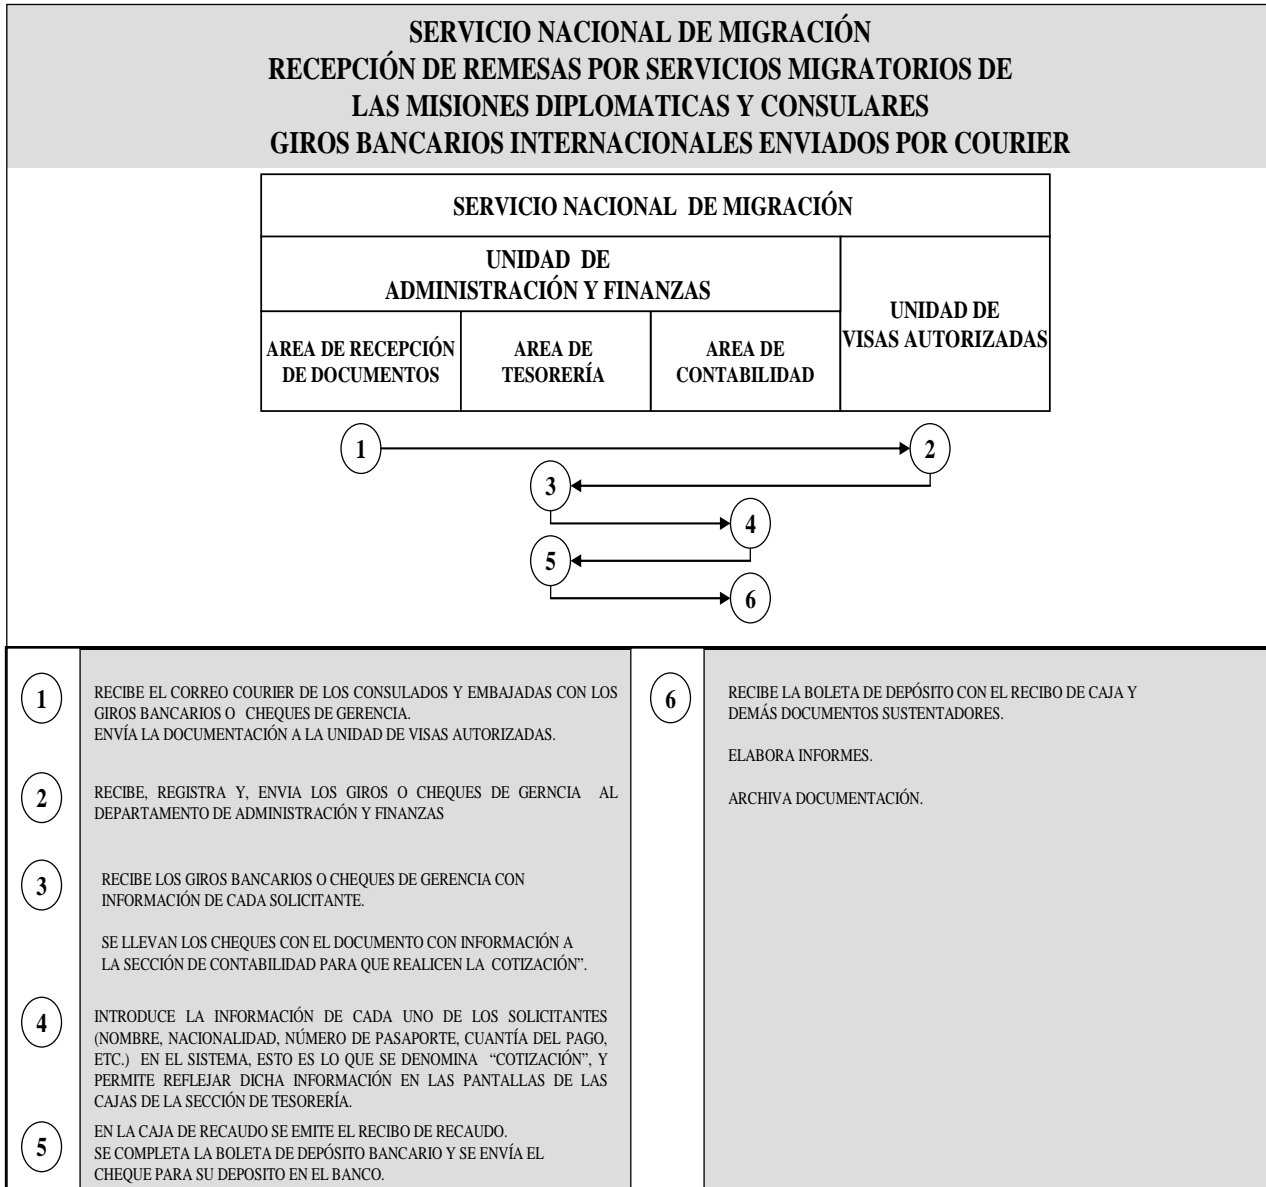 SERVICIO NACIONAL DE MIGRACIÓN
RECEPCIÓN DE REMESAS POR SERVICIOS MIGRATORIOS DE
LAS MISIONES DIPLOMATICAS Y CONSULARES
GIROS BANCARIOS INTERNACIONALES ENVIADOS POR COURIER
SERVICIO NACIONAL DE MIGRACIÓN
UNIDAD DE
ADMINISTRACIÓN Y FINANZAS
UNIDAD DE
VISAS AUTORIZADAS
AREA DE RECEPCIÓN
DE DOCUMENTOS
AREA DE
TESORERÍA
AREA DE
CONTABILIDAD
1
2
3
4
5
6
1
RECIBE EL CORREO COURIER DE LOS CONSULADOS Y EMBAJADAS CON LOS
GIROS BANCARIOS O CHEQUES DE GERENCIA.
ENVÍA LA DOCUMENTACIÓN A LA UNIDAD DE VISAS AUTORIZADAS.
2
RECIBE, REGISTRA Y, ENVIA LOS GIROS O CHEQUES DE GERNCIA AL
DEPARTAMENTO DE ADMINISTRACIÓN Y FINANZAS
3
RECIBE LOS GIROS BANCARIOS O CHEQUES DE GERENCIA CON
INFORMACIÓN DE CADA SOLICITANTE.
SE LLEVAN LOS CHEQUES CON EL DOCUMENTO CON INFORMACIÓN A
LA SECCIÓN DE CONTABILIDAD PARA QUE REALICEN LA COTIZACIÓN”.
4
INTRODUCE LA INFORMACIÓN DE CADA UNO DE LOS SOLICITANTES
(NOMBRE, NACIONALIDAD, NÚMERO DE PASAPORTE, CUANTÍA DEL PAGO,
ETC.) EN EL SISTEMA, ESTO ES LO QUE SE DENOMINA “COTIZACIÓN”, Y
PERMITE REFLEJAR DICHA INFORMACIÓN EN LAS PANTALLAS DE LAS
CAJAS DE LA SECCIÓN DE TESORERÍA.
5
EN LA CAJA DE RECAUDO SE EMITE EL RECIBO DE RECAUDO.
SE COMPLETA LA BOLETA DE DEPÓSITO BANCARIO Y SE ENVÍA EL
CHEQUE PARA SU DEPOSITO EN EL BANCO.
6
RECIBE LA BOLETA DE DEPÓSITO CON EL RECIBO DE CAJA Y
DEMÁS DOCUMENTOS SUSTENTADORES.
ELABORA INFORMES.
ARCHIVA DOCUMENTACIÓN.